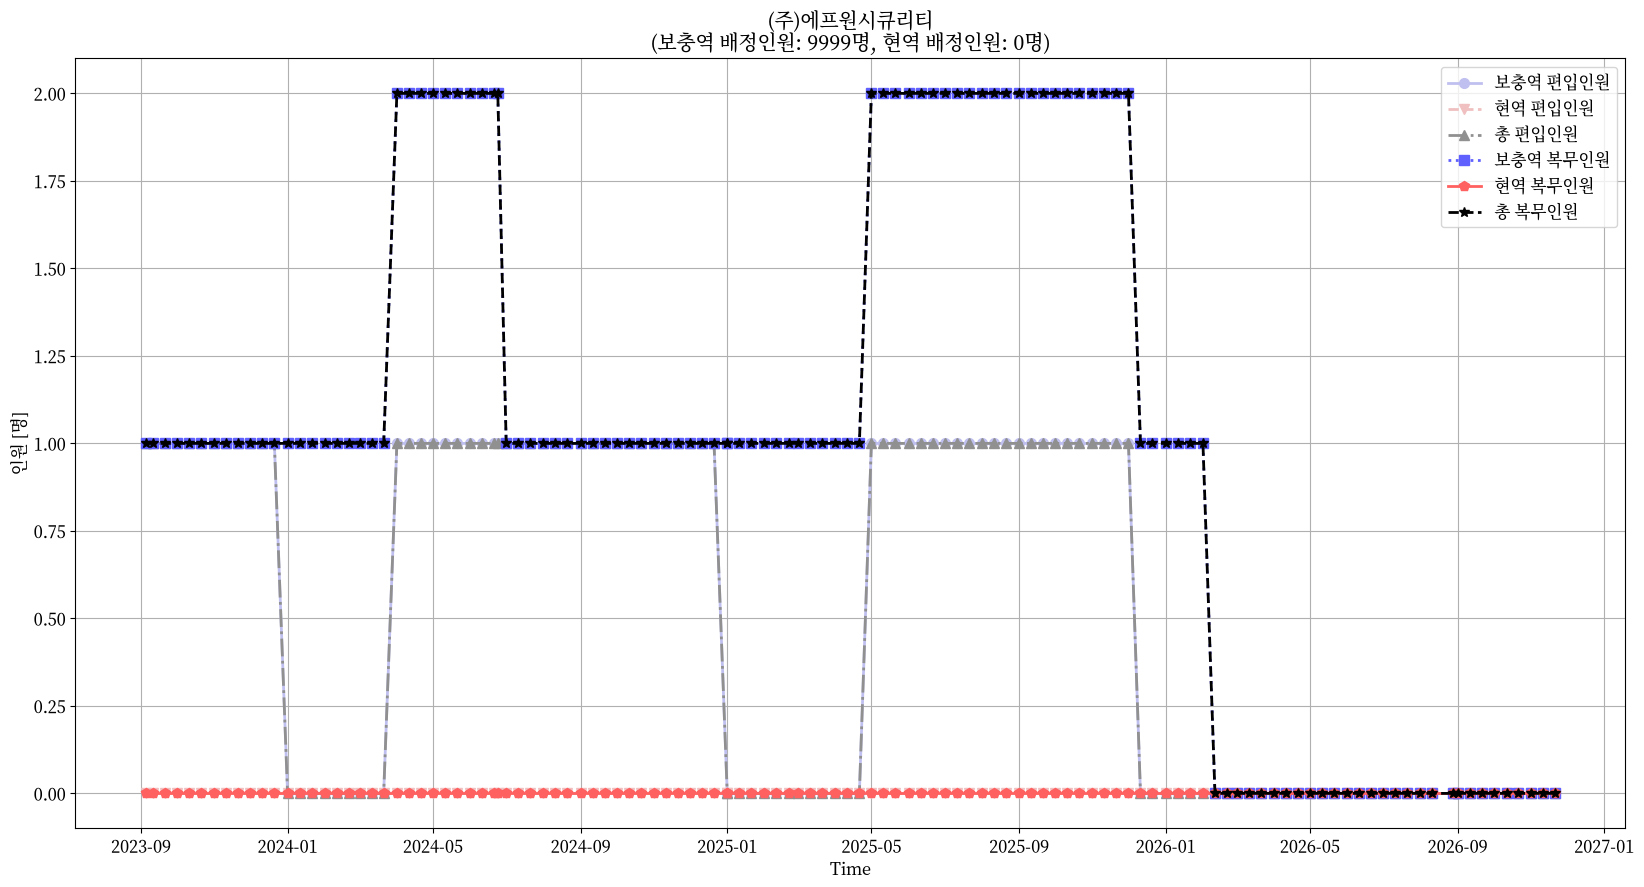 (주)에프원시큐리티
(보충역 배정인원: 9999명, 현역 배정인원: 0명)
보충역 편입인원
현역 편입인원
총 편입인원
보충역 복무인원
현역 복무인원
총 복무인원
인원 [명]
2.00
1.75
1.50
1.25
1.00
0.75
0.50
0.25
0.00
2023-09 2024-01 2024-05 2024-09 2025-01 2025-05 2025-09 2026-01 2026-05 2026-09 2027-01
Time